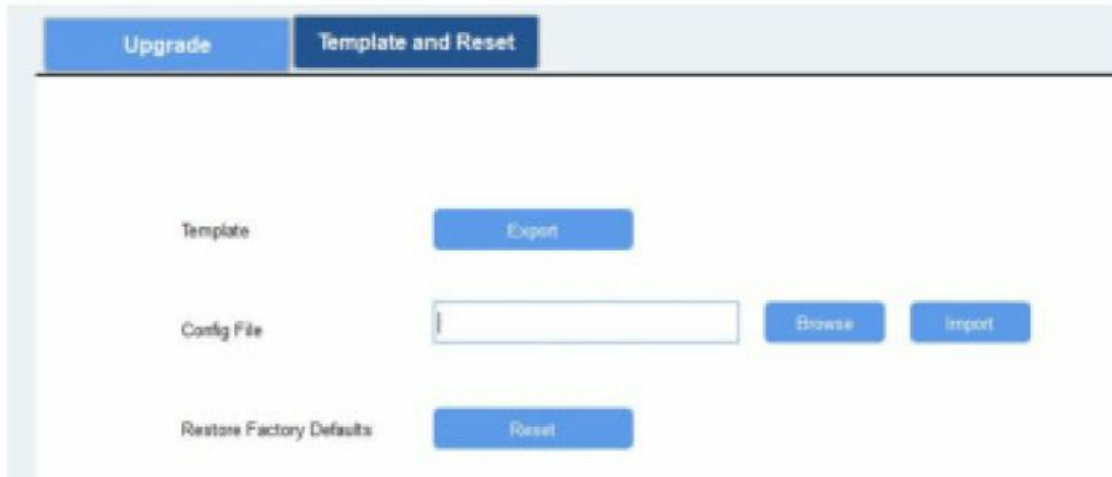 Upgrade
Template and Reset
Template
Export
Config File
Browse
Import
Restore Factory Defaults
Reset